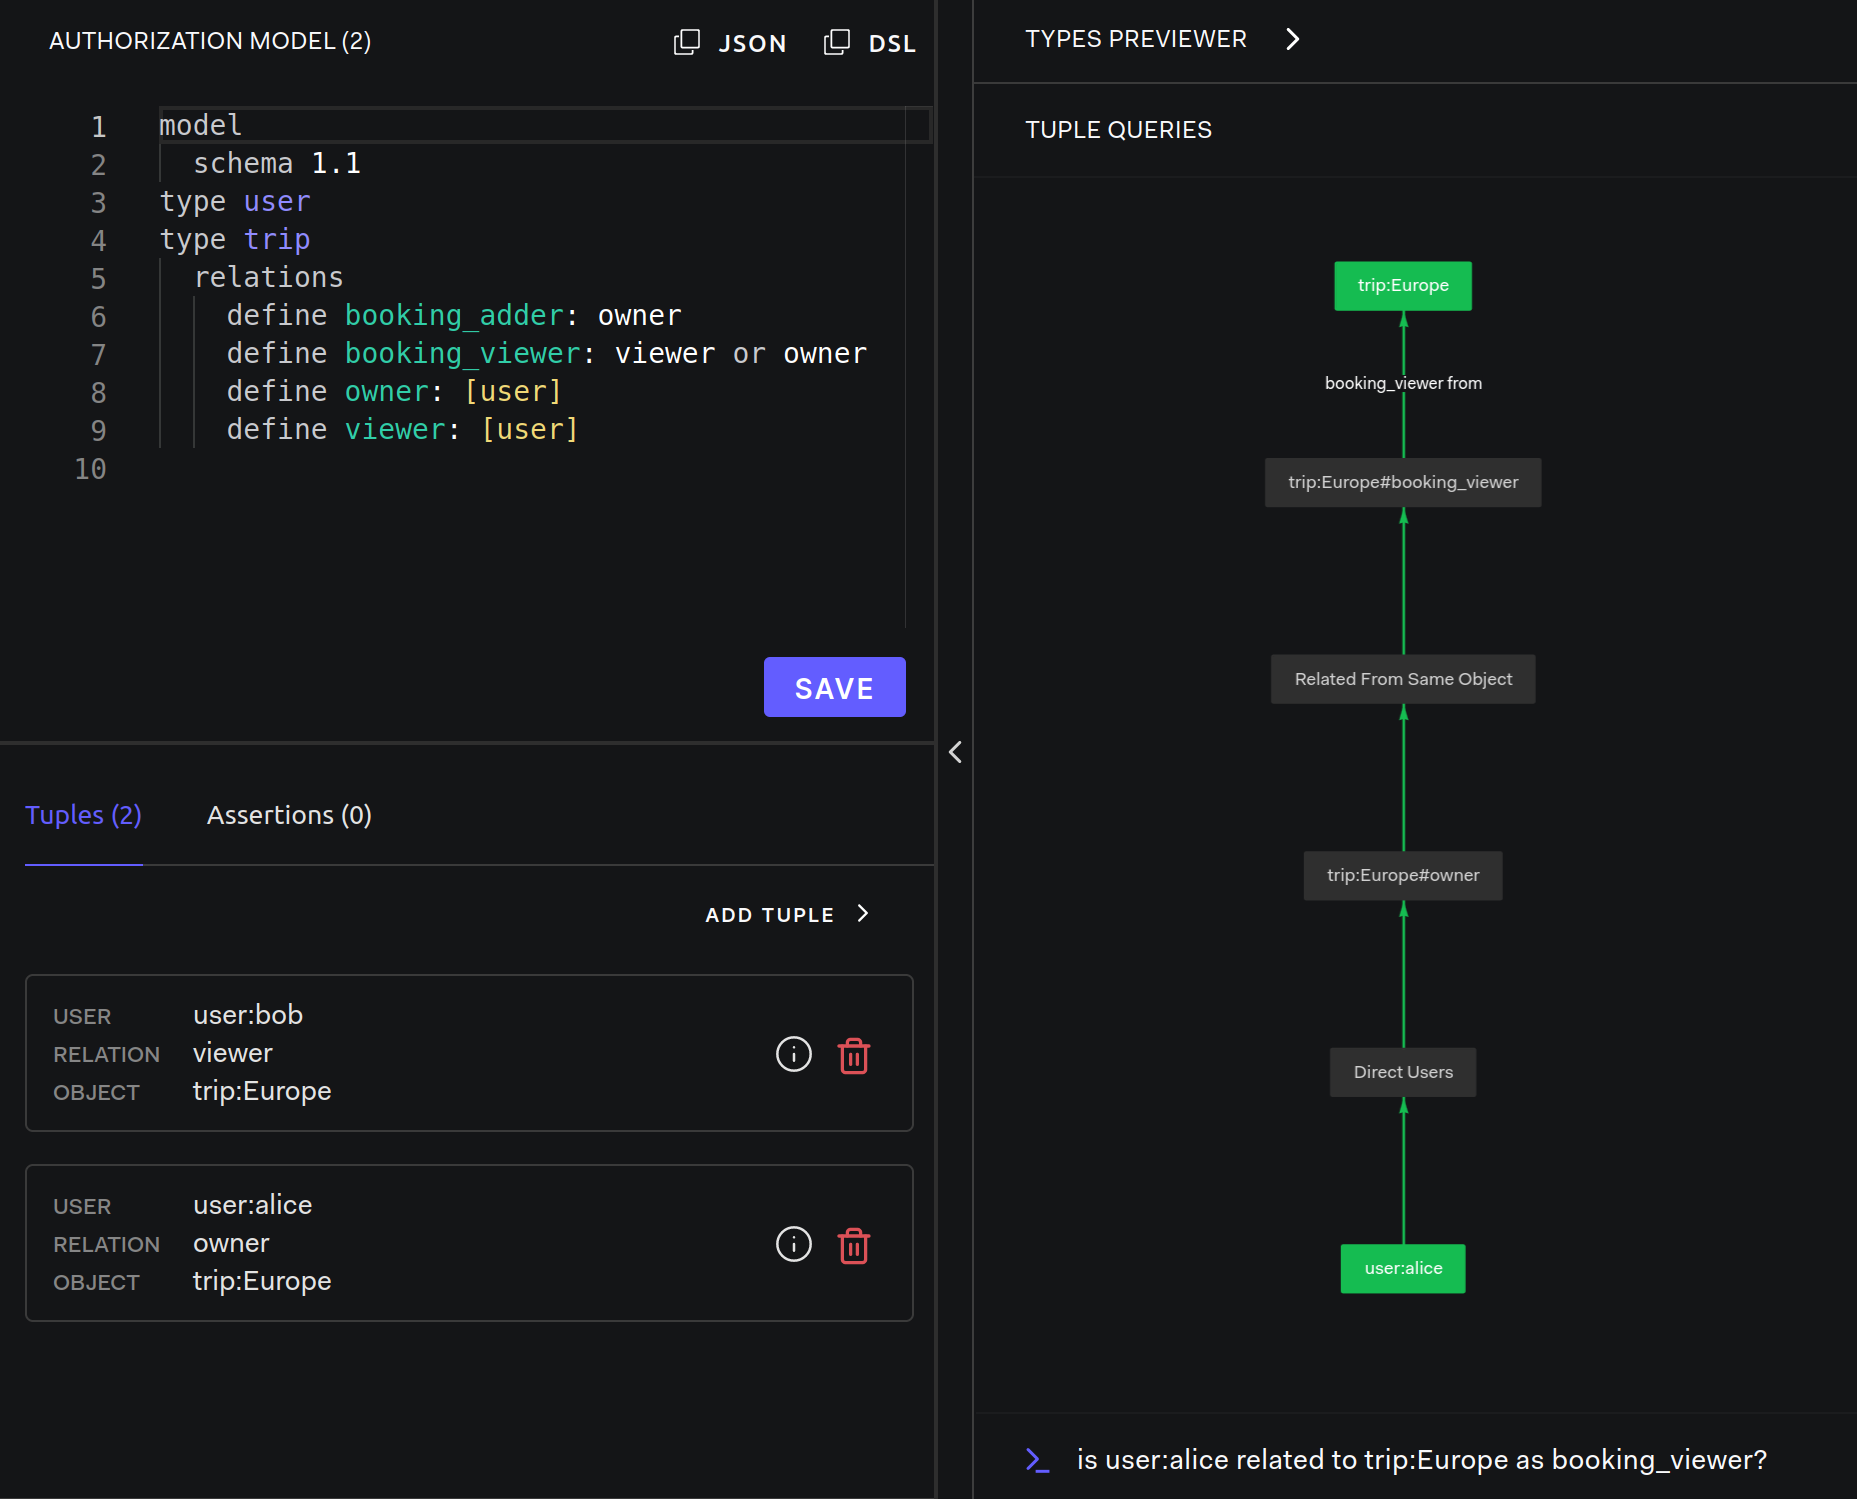 AUTHORIZATION MODEL (2)
JSON
DSL
1 model
2 schema 1.1
3 type user
4 type trip
5 relations
6 define booking_adder: owner
7 define booking_viewer: viewer or owner
8 define owner: [user]
9 define viewer: [user]
10
SAVE
Tuples (2)
Assertions (0)
ADD TUPLE
USER user:bob
RELATION viewer
OBJECT trip:Europe
USER user:alice
RELATION owner
OBJECT trip:Europe
TYPES PREVIEWER
TUPLE QUERIES
trip:Europe
booking_viewer from
trip:Europe#booking_viewer
Related From Same Object
trip:Europe#owner
Direct Users
user:alice
is user:alice related to trip:Europe as booking_viewer?